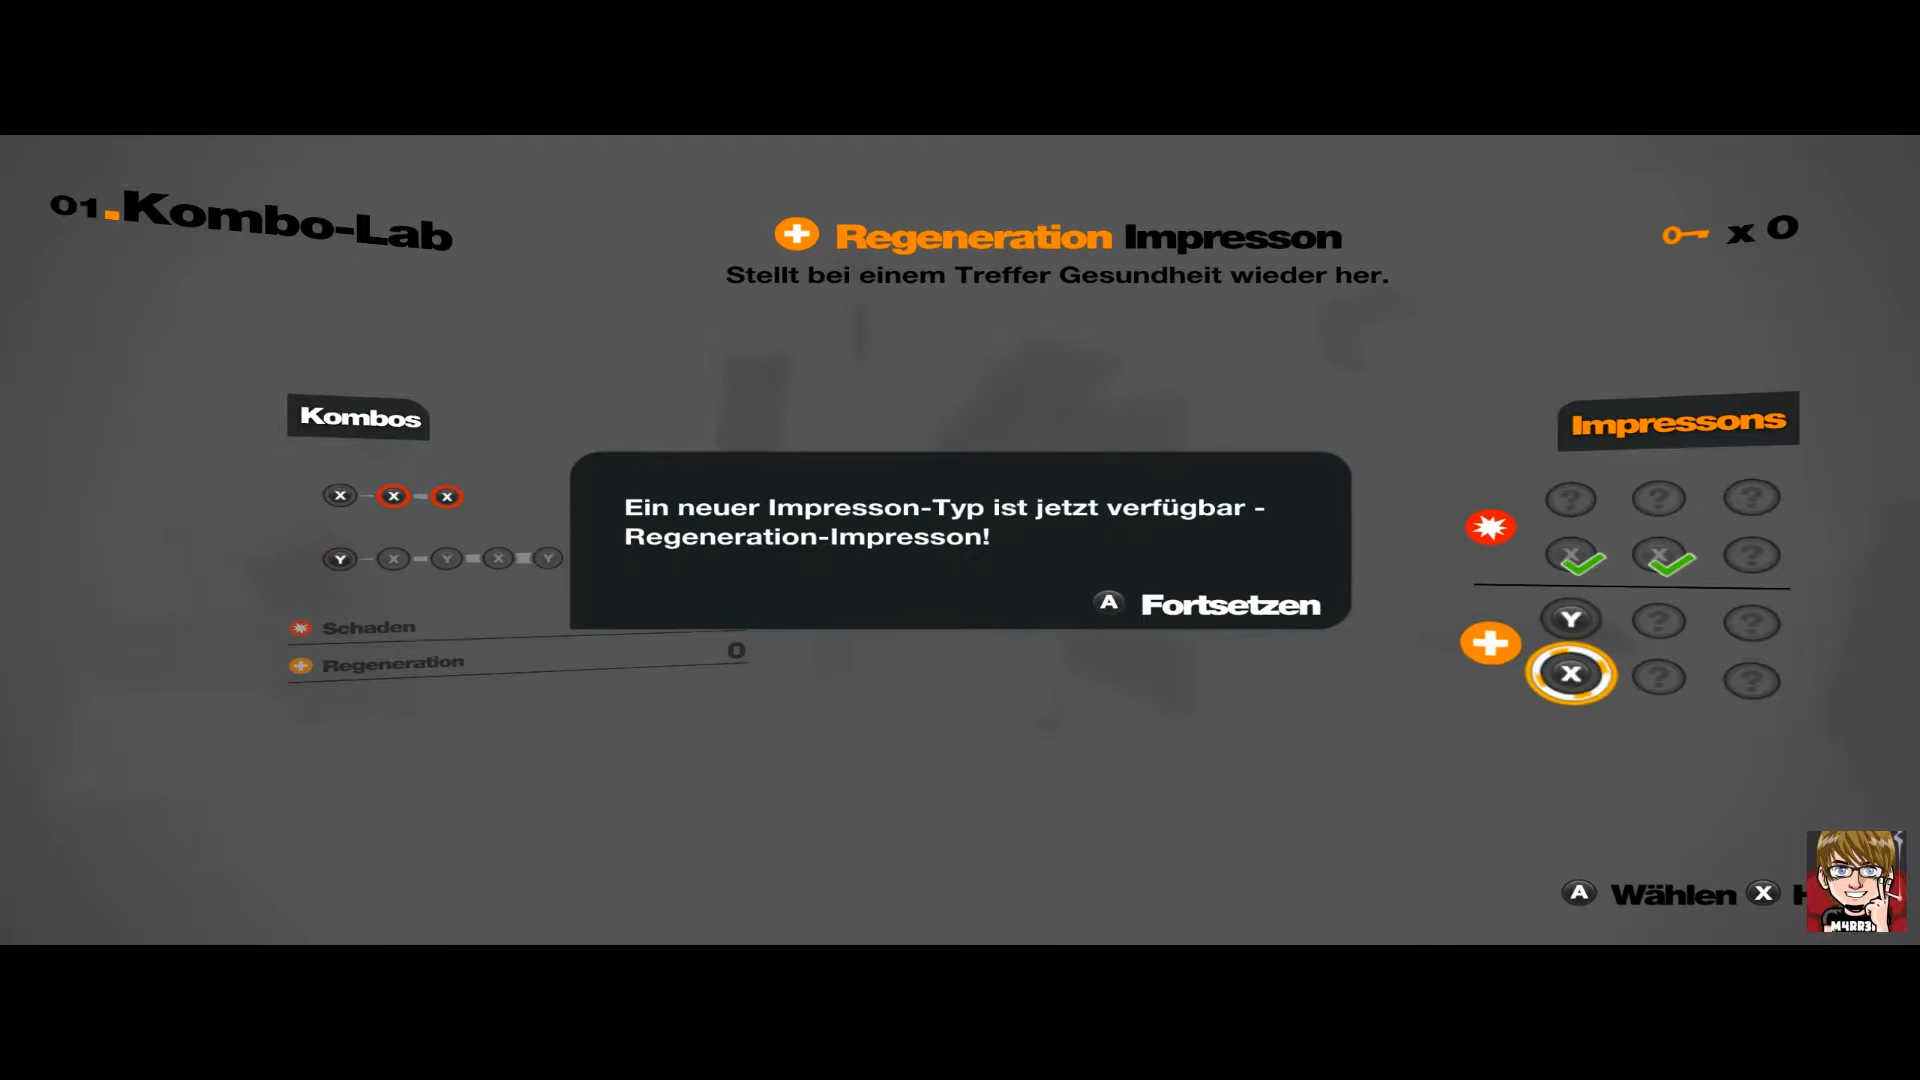 01.Kombo-Lab
Regeneration Impresson
x 0
Stellt bei einem Treffer Gesundheit wieder her.
Kombos
Impressons
X X X
? ? ?
Ein neuer Impresson-Typ ist jetzt verfügbar -
Regeneration-Impresson!
Y X Y X Y
X X ?
A Fortsetzen
Schaden
Regeneration 0
Y ? ?
X ? ?
A Wählen X
M4RR3